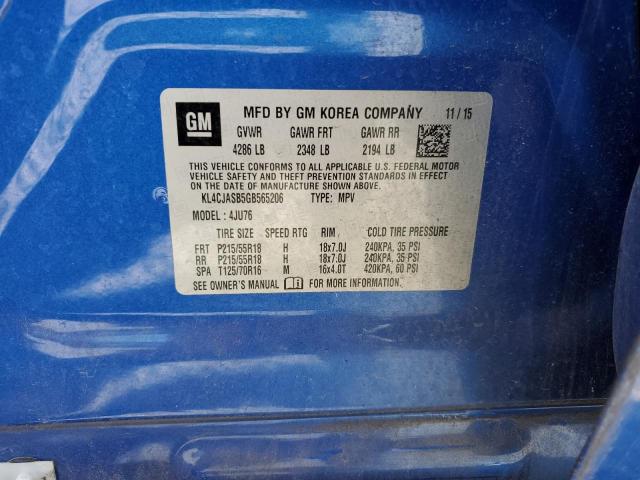 GM MFD BY GM KOREA COMPANY 11/15
GVWR GAWR FRT GAWR RR
4286 LB 2348 LB 2194 LB
THIS VEHICLE CONFORMS TO ALL APPLICABLE U.S. FEDERAL MOTOR
VEHICLE SAFETY AND THEFT PREVENTION STANDARDS IN EFFECT ON
THE DATE OF MANUFACTURE SHOWN ABOVE.
KL4CJASB5GB565206 TYPE: MPV
MODEL: 4JU76
TIRE SIZE SPEED RTG RIM COLD TIRE PRESSURE
FRT P215/55R18 H 18x7.0J 240KPA, 35 PSI
RR P215/55R18 H 18x7.0J 240KPA, 35 PSI
SPA T125/70R16 M 16x4.0T 420KPA, 60 PSI
SEE OWNER'S MANUAL FOR MORE INFORMATION.